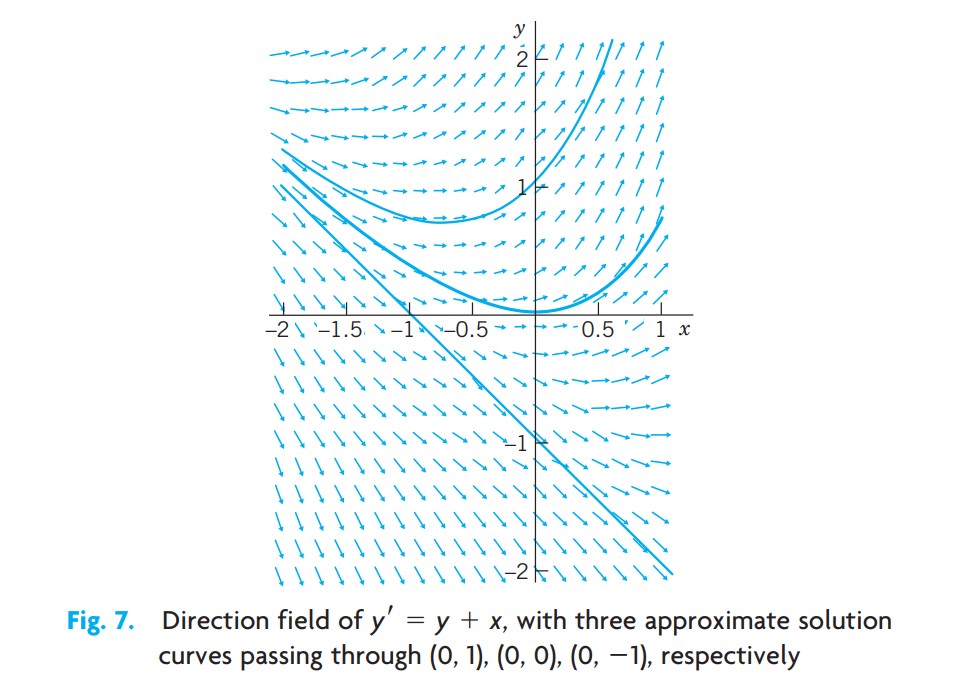 y
2
1
−2 −1.5 −1 −0.5 0.5 1 x
−1
−2
Fig. 7. Direction field of y′ = y + x, with three approximate solution
curves passing through (0, 1), (0, 0), (0, −1), respectively